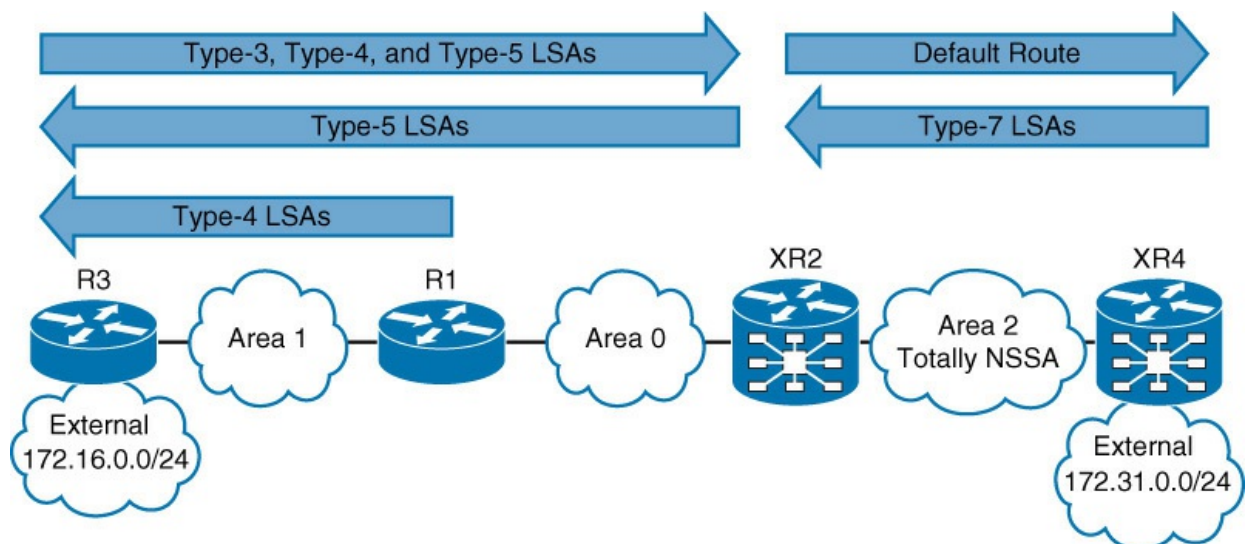 Type-3, Type-4, and Type-5 LSAs
Default Route
Type-5 LSAs
Type-7 LSAs
Type-4 LSAs
R3
R1
XR2
XR4
Area 1
Area 0
Area 2
Totally NSSA
External
172.16.0.0/24
External
172.31.0.0/24